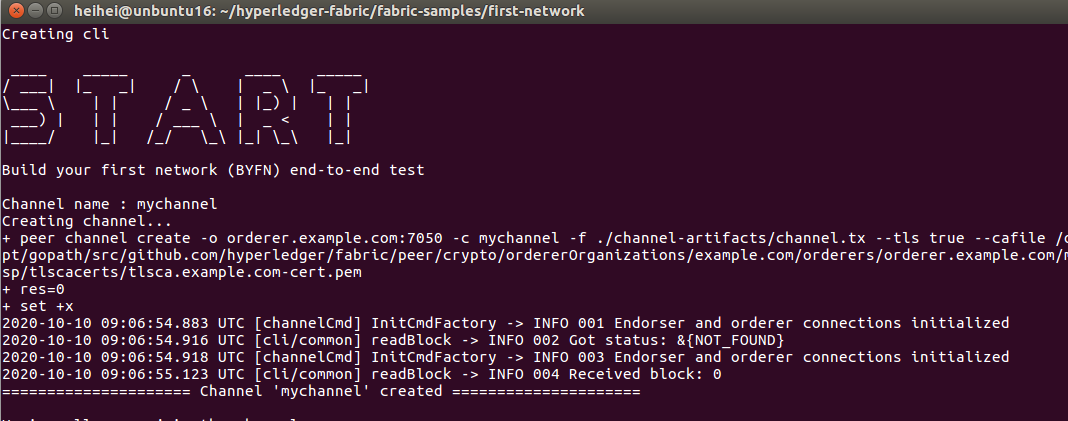 heihei@unbuntu16: ~/hyperledger-fabric/fabric-samples/first-network
Creating cli
START
Build your first network (BYFN) end-to-end test
Channel name : mychannel
Creating channel...
+ peer channel create -o orderer.example.com:7050 -c mychannel -f ./channel-artifacts/channel.tx --tls true --cafile /o
pt/gopath/src/github.com/hyperledger/fabric/peer/crypto/ordererOrganizations/example.com/orderers/orderer.example.com/m
sp/tlscacerts/tlsca.example.com-cert.pem
+ res=0
+ set +x
2020-10-10 09:06:54.883 UTC [channelCmd] InitCmdFactory -> INFO 001 Endorser and orderer connections initialized
2020-10-10 09:06:54.916 UTC [cli/common] readBlock -> INFO 002 Got status: &{NOT_FOUND}
2020-10-10 09:06:54.918 UTC [channelCmd] InitCmdFactory -> INFO 003 Endorser and orderer connections initialized
2020-10-10 09:06:55.123 UTC [cli/common] readBlock -> INFO 004 Received block: 0
===================== Channel 'mychannel' created =====================